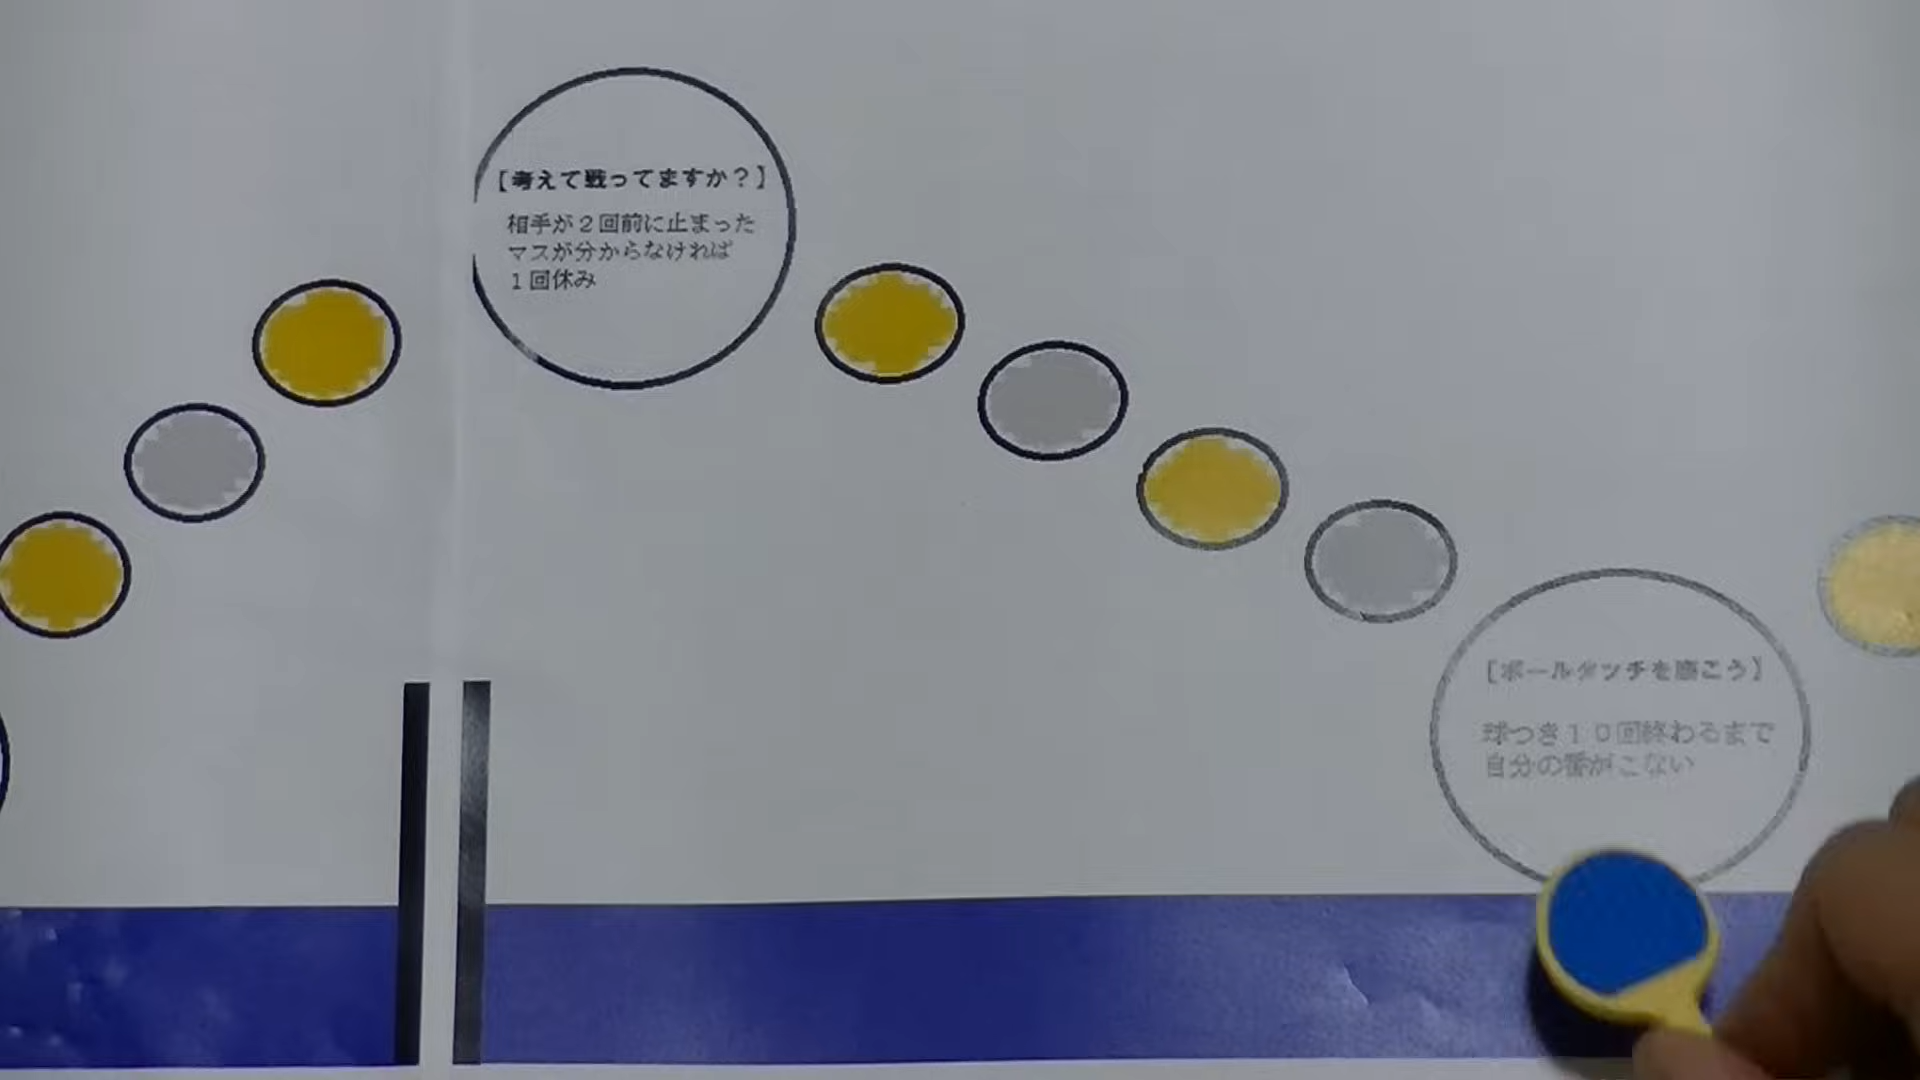 【考えて戦ってますか？】
相手が２回前に止まった
マスが分からなければ
１回休み
【ボールタッチを磨こう】
球つき１０回終わるまで
自分の番がこない